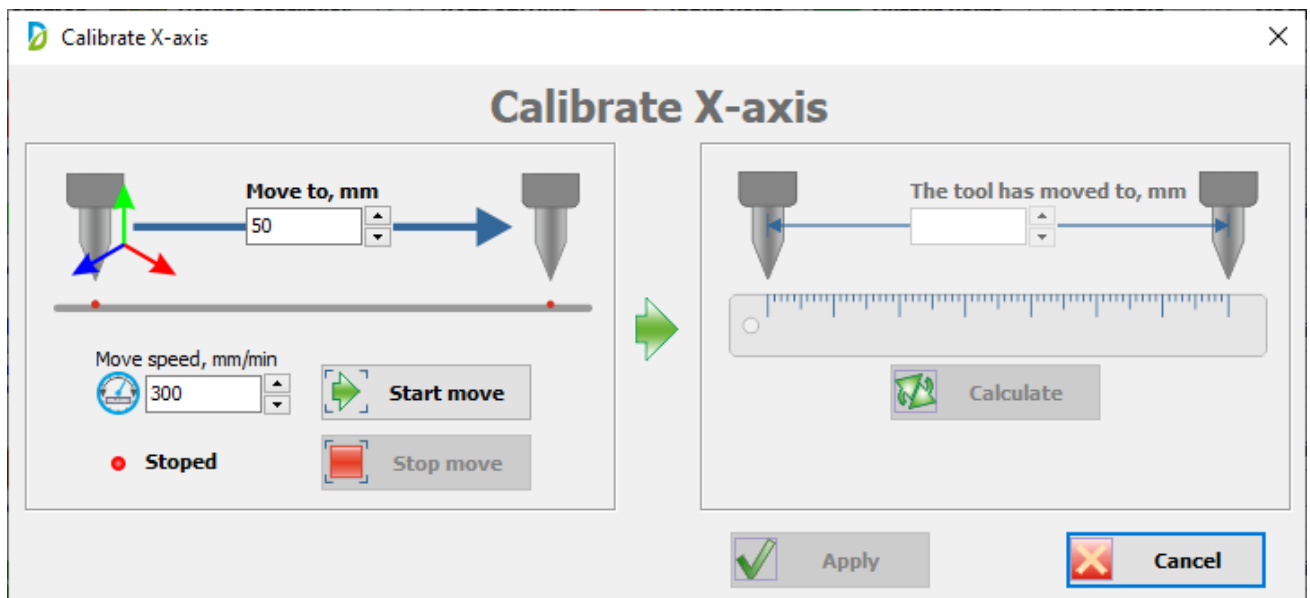 Calibrate X-axis
Calibrate X-axis
Move to, mm
50
Move speed, mm/min
300
Start move
Stoped
Stop move
The tool has moved to, mm
Calculate
Apply
Cancel